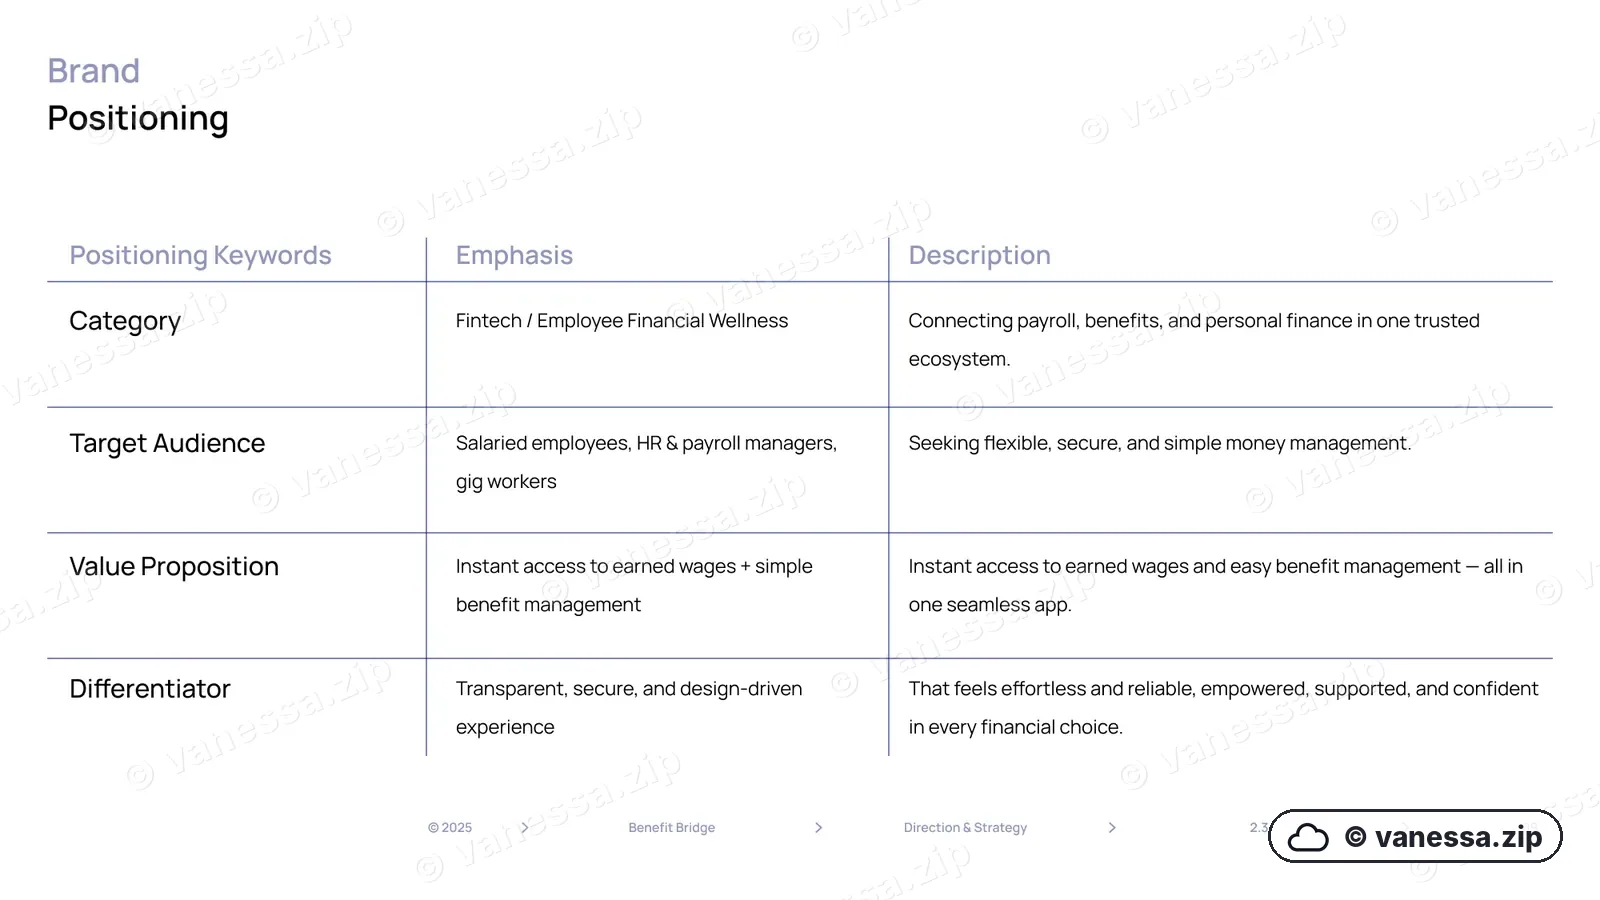 Brand
Positioning
Positioning Keywords
Emphasis
Description
Category
Fintech / Employee Financial Wellness
Connecting payroll, benefits, and personal finance in one trusted
ecosystem.
Target Audience
Salaried employees, HR & payroll managers,
gig workers
Seeking flexible, secure, and simple money management.
Value Proposition
Instant access to earned wages + simple
benefit management
Instant access to earned wages and easy benefit management — all in
one seamless app.
Differentiator
Transparent, secure, and design-driven
experience
That feels effortless and reliable, empowered, supported, and confident
in every financial choice.
© 2025
Benefit Bridge
Direction & Strategy
2.3
© vanessa.zip